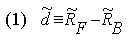 (1) d̃ ≡ R̃_F − R̃_B